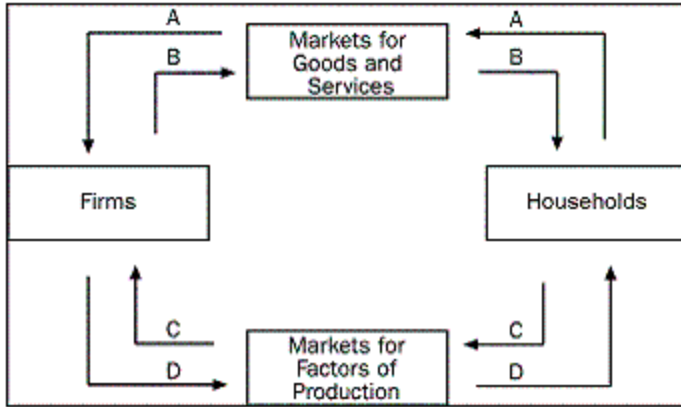 A
A
Markets for
Goods and
Services
B
B
Firms
Households
C
C
Markets for
Factors of
Production
D
D